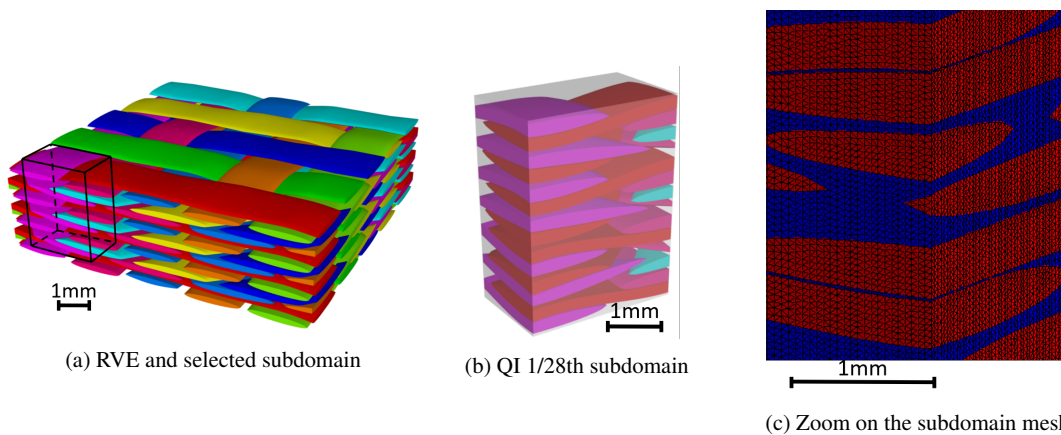 1mm
(a) RVE and selected subdomain
1mm
(b) QI 1/28th subdomain
1mm
(c) Zoom on the subdomain mesh